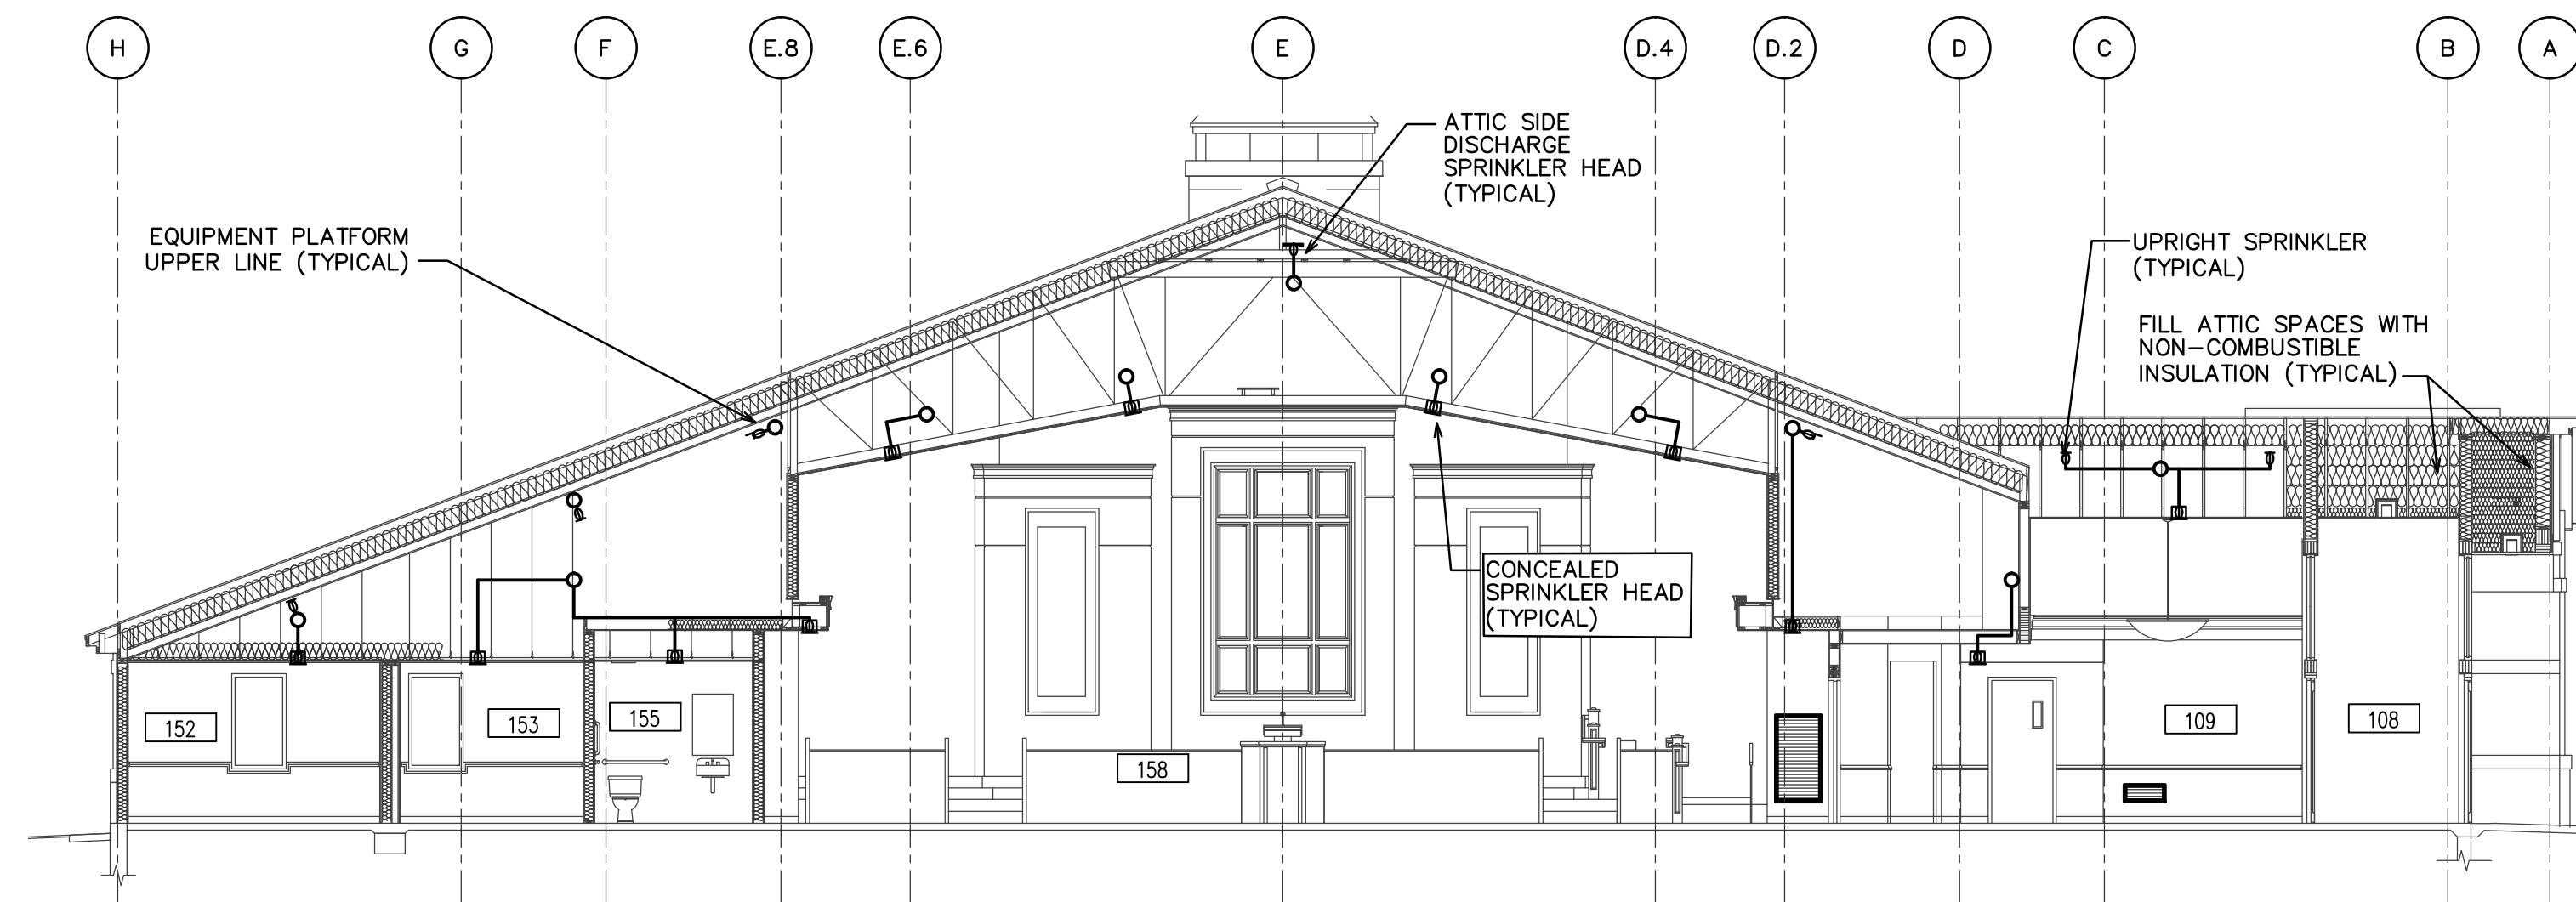 H
G
F
E.8
E.6
E
D.4
D.2
D
C
B
A
ATTIC SIDE
DISCHARGE
SPRINKLER HEAD
(TYPICAL)
EQUIPMENT PLATFORM
UPPER LINE (TYPICAL)
UPRIGHT SPRINKLER
(TYPICAL)
FILL ATTIC SPACES WITH
NON-COMBUSTIBLE
INSULATION (TYPICAL)
CONCEALED
SPRINKLER HEAD
(TYPICAL)
152
153
155
158
109
108